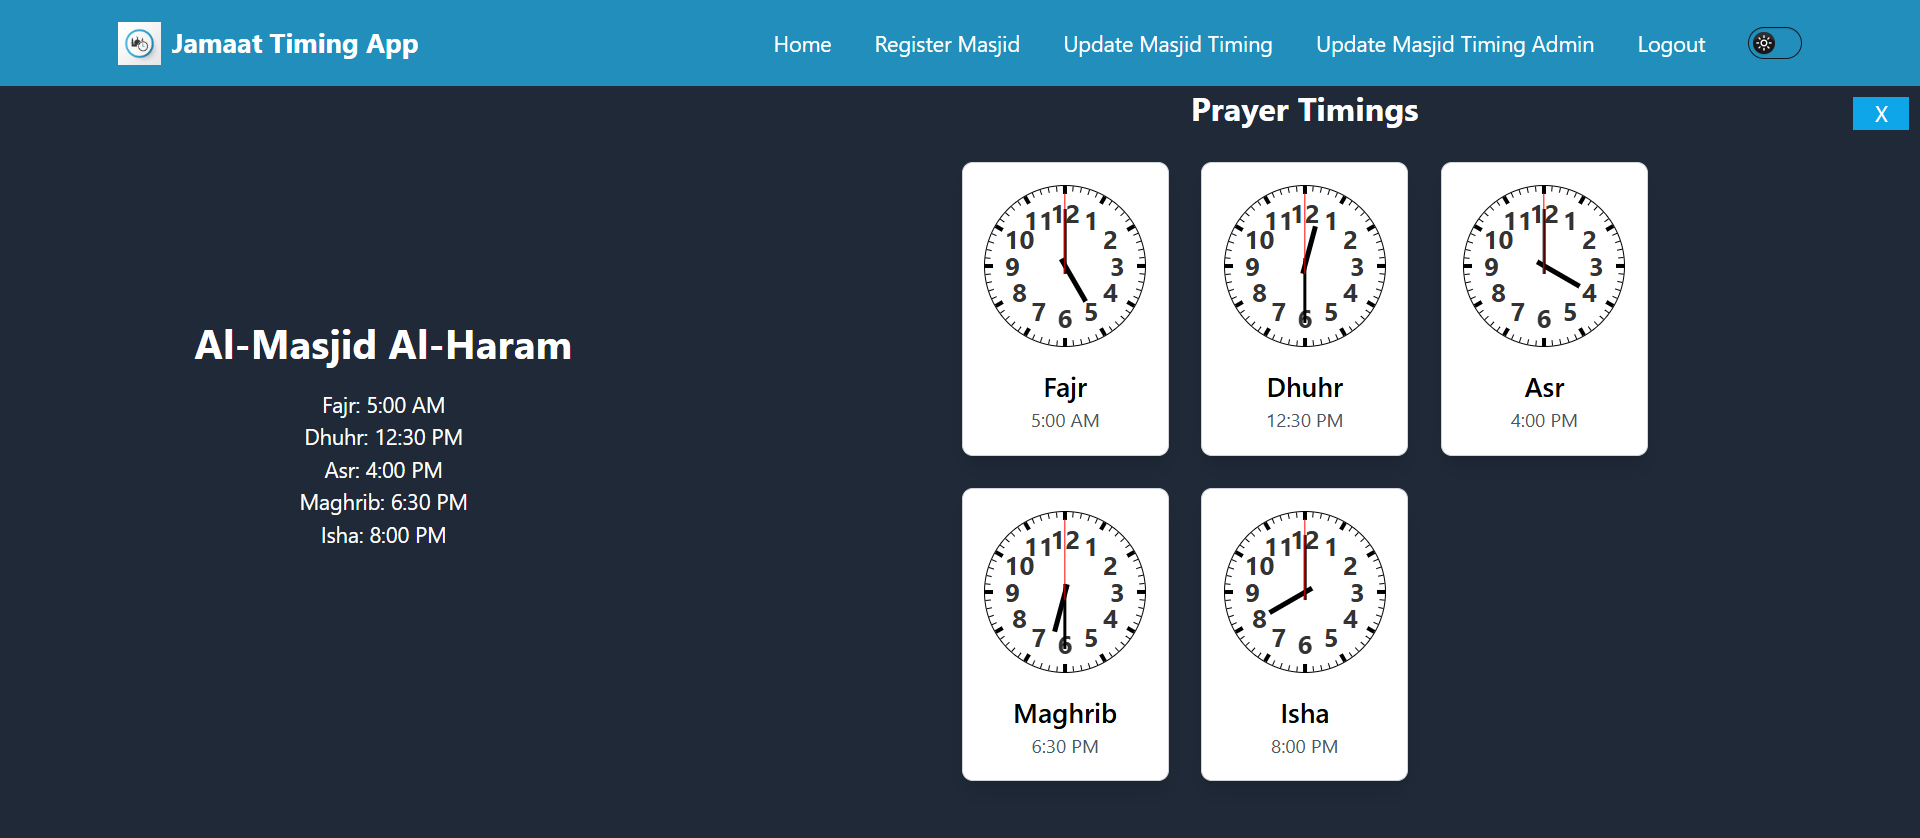 Jamaat Timing App
Home Register Masjid Update Masjid Timing Update Masjid Timing Admin Logout
Prayer Timings
X
Al-Masjid Al-Haram
Fajr: 5:00 AM
Dhuhr: 12:30 PM
Asr: 4:00 PM
Maghrib: 6:30 PM
Isha: 8:00 PM
12 1 2 3 4 5 6 7 8 9 10 11
Fajr
5:00 AM
12 1 2 3 4 5 6 7 8 9 10 11
Dhuhr
12:30 PM
12 1 2 3 4 5 6 7 8 9 10 11
Asr
4:00 PM
12 1 2 3 4 5 6 7 8 9 10 11
Maghrib
6:30 PM
12 1 2 3 4 5 6 7 8 9 10 11
Isha
8:00 PM